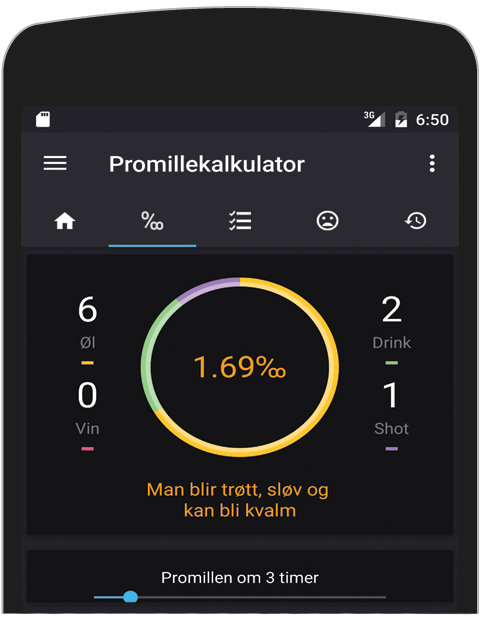 3G 6:50
Promillekalkulator
‰
6 2
Øl Drink
1.69‰
0 1
Vin Shot
Man blir trøtt, sløv og
kan bli kvalm
Promillen om 3 timer